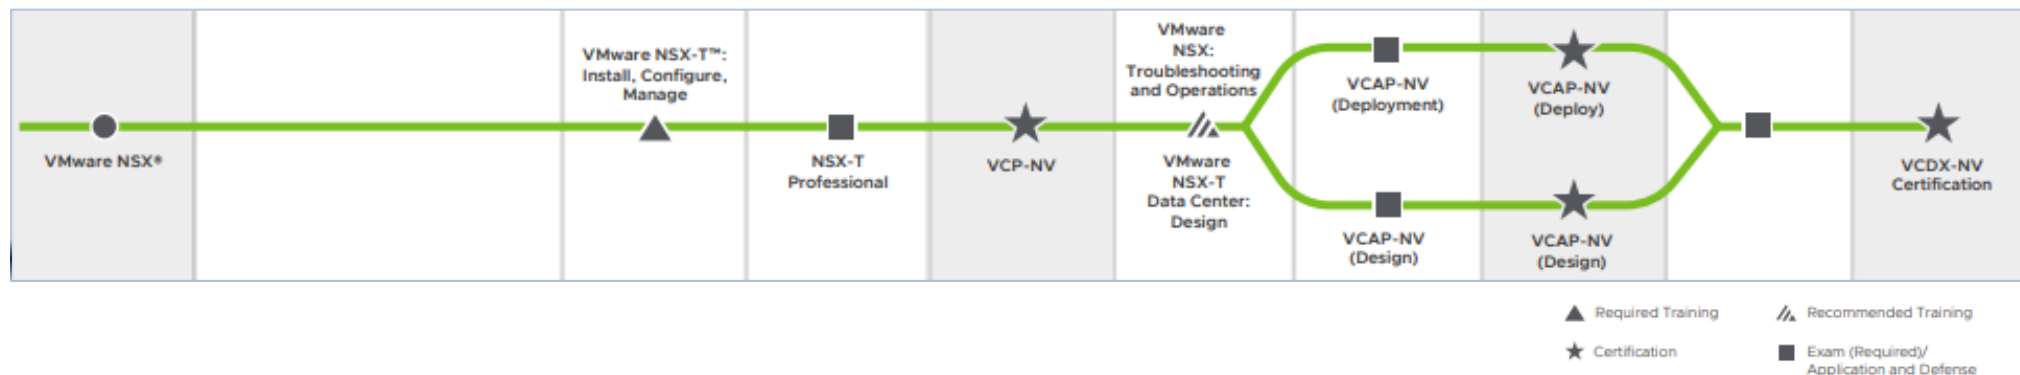 VMware NSX®
VMware NSX-T™:
Install, Configure,
Manage
NSX-T
Professional
VCP-NV
VMware
NSX:
Troubleshooting
and Operations
VMware
NSX-T
Data Center:
Design
VCAP-NV
(Deployment)
VCAP-NV
(Design)
VCAP-NV
(Deploy)
VCAP-NV
(Design)
VCDX-NV
Certification
Required Training
Recommended Training
Certification
Exam (Required)/
Application and Defense